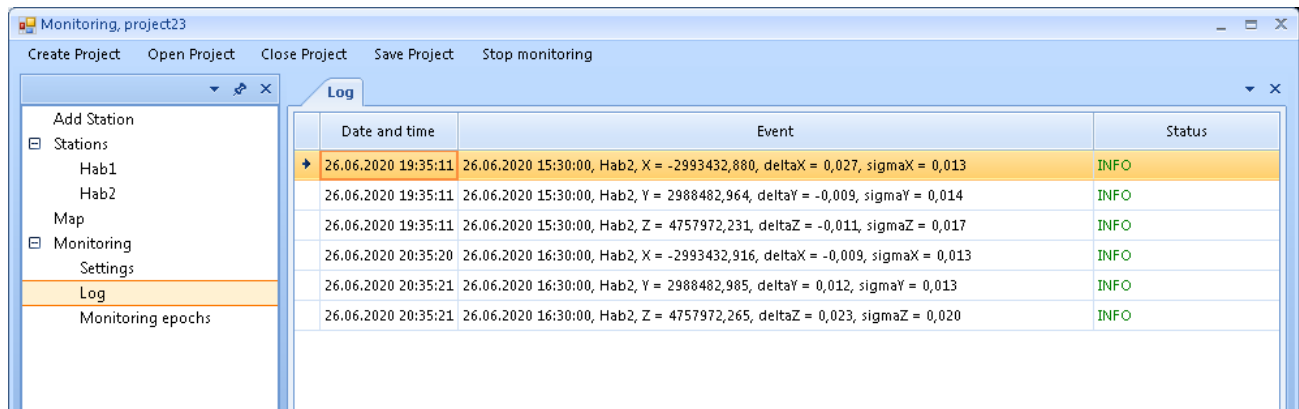 Monitoring, project23
Create Project Open Project Close Project Save Project Stop monitoring
Add Station
Stations
Hab1
Hab2
Map
Monitoring
Settings
Log
Monitoring epochs
Log
Date and time Event Status
26.06.2020 19:35:11 26.06.2020 15:30:00, Hab2, X = -2993432,880, deltaX = 0,027, sigmaX = 0,013 INFO
26.06.2020 19:35:11 26.06.2020 15:30:00, Hab2, Y = 2988482,964, deltaY = -0,009, sigmaY = 0,014 INFO
26.06.2020 19:35:11 26.06.2020 15:30:00, Hab2, Z = 4757972,231, deltaZ = -0,011, sigmaZ = 0,017 INFO
26.06.2020 20:35:20 26.06.2020 16:30:00, Hab2, X = -2993432,916, deltaX = -0,009, sigmaX = 0,013 INFO
26.06.2020 20:35:21 26.06.2020 16:30:00, Hab2, Y = 2988482,985, deltaY = 0,012, sigmaY = 0,013 INFO
26.06.2020 20:35:21 26.06.2020 16:30:00, Hab2, Z = 4757972,265, deltaZ = 0,023, sigmaZ = 0,020 INFO